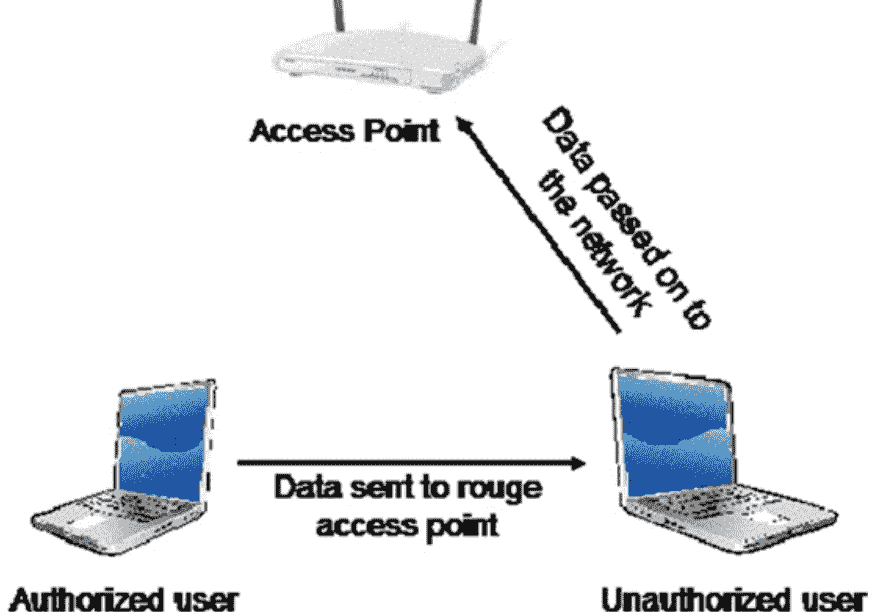 Access Point
Data passed on to
the network
Data sent to rouge
access point
Authorized user
Unauthorized user